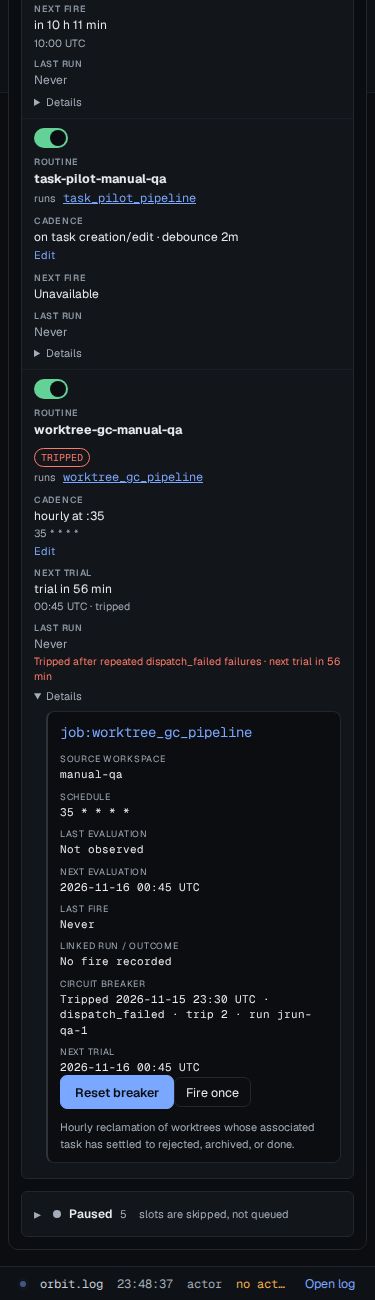 NEXT FIRE
in 10 h 11 min
10:00 UTC
LAST RUN
Never
▶ Details
ROUTINE
task-pilot-manual-qa
runs task_pilot_pipeline
CADENCE
on task creation/edit · debounce 2m
Edit
NEXT FIRE
Unavailable
LAST RUN
Never
▶ Details
ROUTINE
worktree-gc-manual-qa
TRIPPED
runs worktree_gc_pipeline
CADENCE
hourly at :35
35 * * * *
Edit
NEXT TRIAL
trial in 56 min
00:45 UTC · tripped
LAST RUN
Never
Tripped after repeated dispatch_failed failures · next trial in 56
min
▼ Details
job:worktree_gc_pipeline
SOURCE WORKSPACE
manual-qa
SCHEDULE
35 * * * *
LAST EVALUATION
Not observed
NEXT EVALUATION
2026-11-16 00:45 UTC
LAST FIRE
Never
LINKED RUN / OUTCOME
No fire recorded
CIRCUIT BREAKER
Tripped 2026-11-15 23:30 UTC ·
dispatch_failed · trip 2 · run jrun-
qa-1
NEXT TRIAL
2026-11-16 00:45 UTC
Reset breaker Fire once
Hourly reclamation of worktrees whose associated
task has settled to rejected, archived, or done.
▶ Paused 5 slots are skipped, not queued
orbit.log 23:48:37 actor no act… Open log